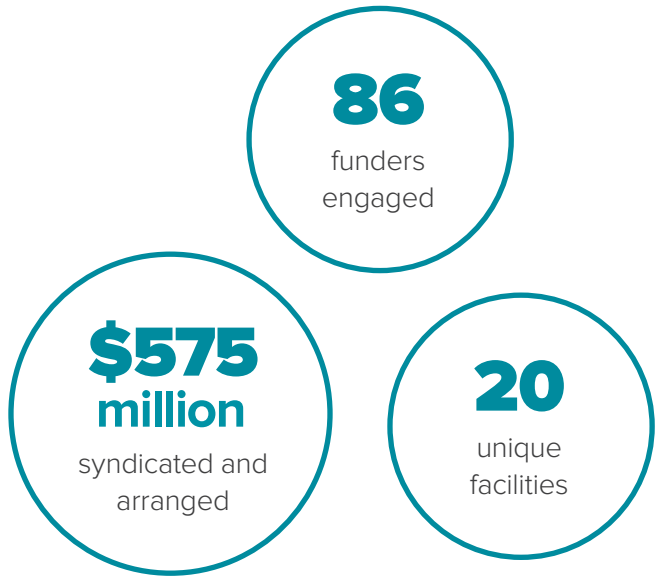 86
funders
engaged
$575
million
syndicated and
arranged
20
unique
facilities